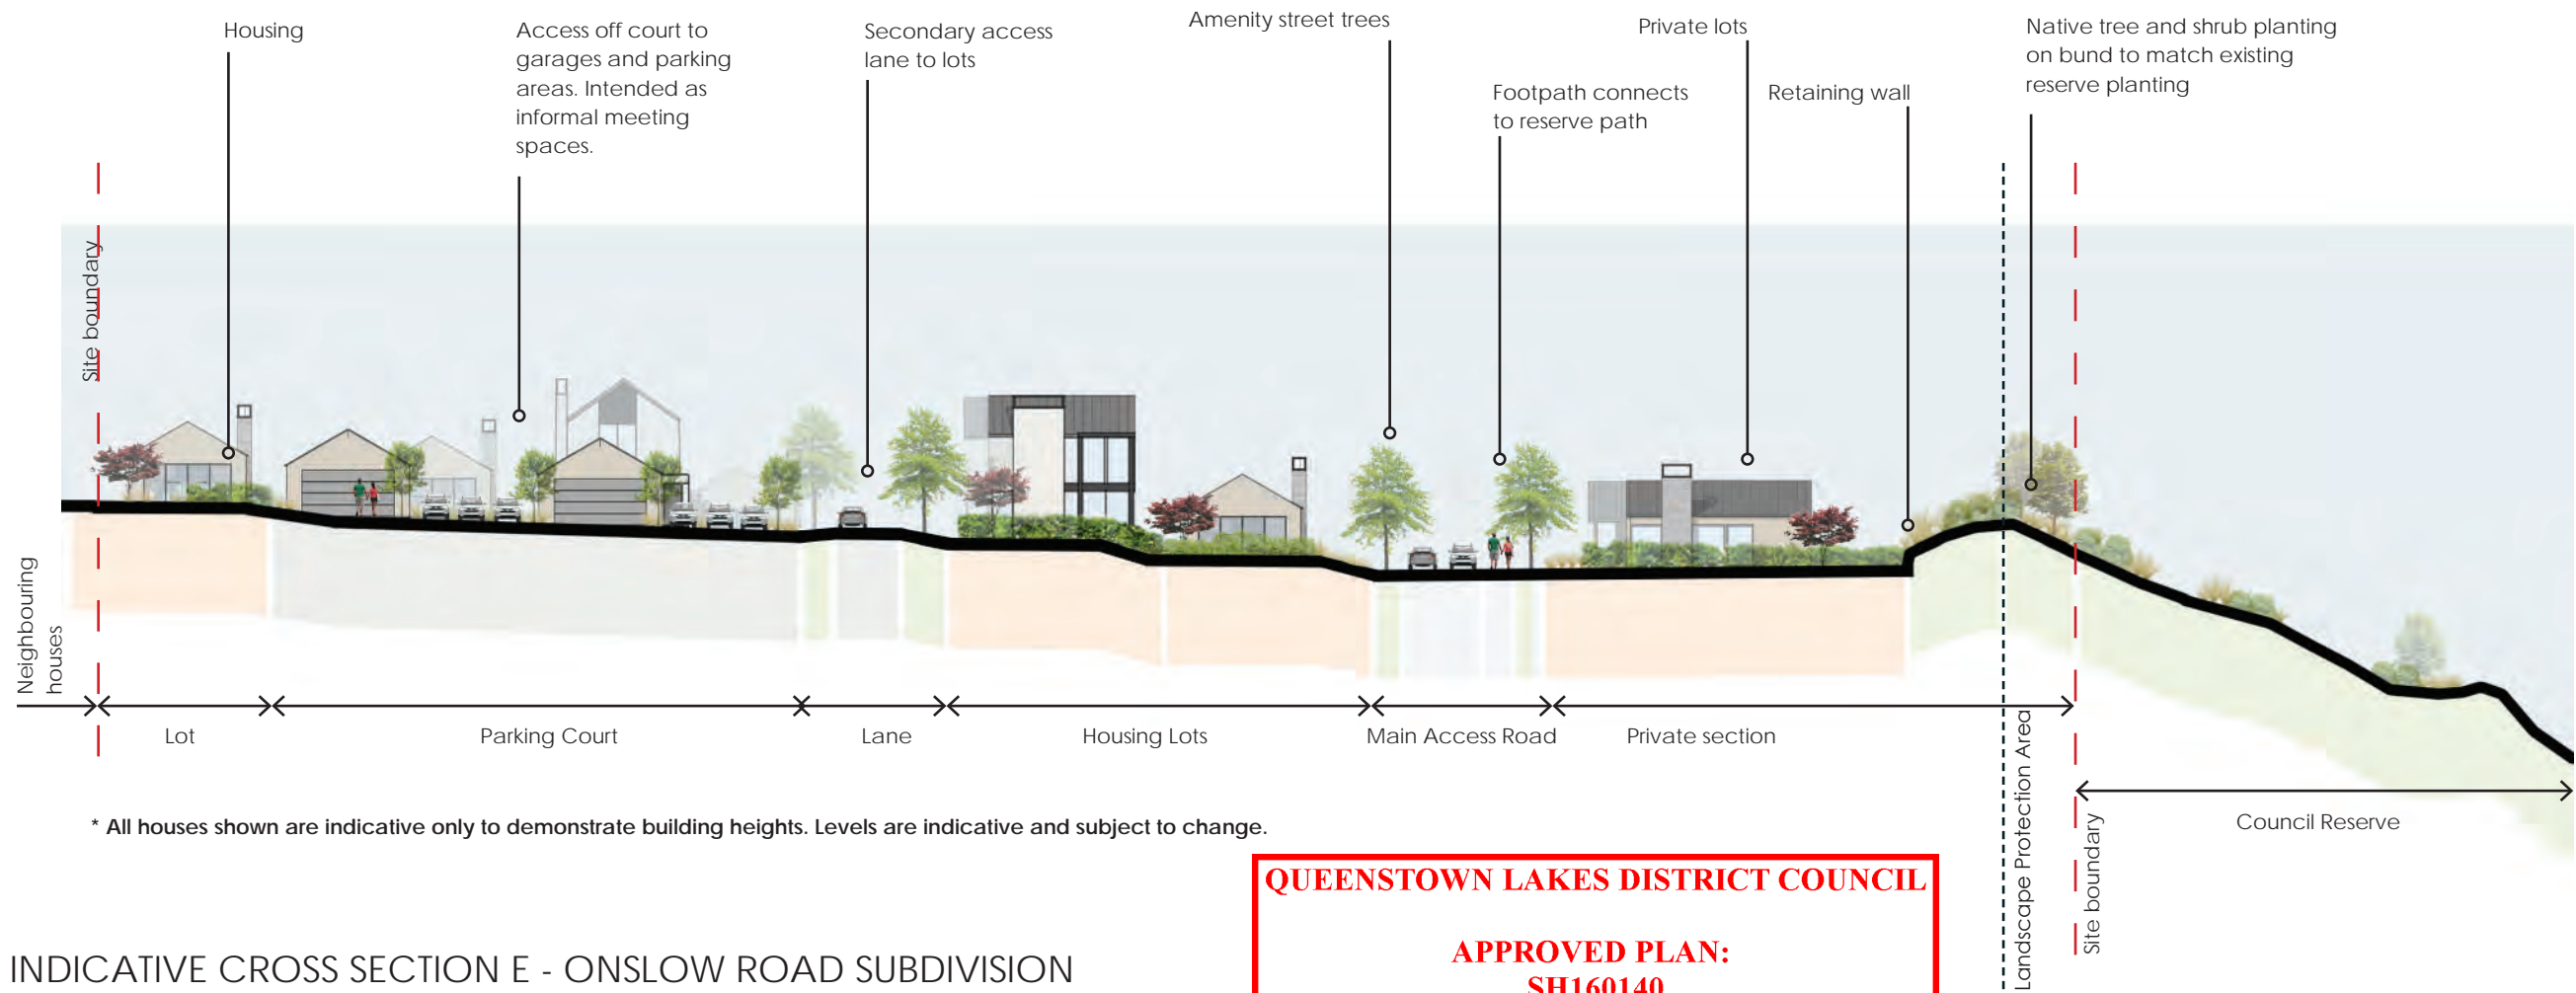 Housing
Access off court to
garages and parking
areas. Intended as
informal meeting
spaces.
Secondary access
lane to lots
Amenity street trees
Footpath connects
to reserve path
Private lots
Retaining wall
Native tree and shrub planting
on bund to match existing
reserve planting
Site boundary
Neighbouring
houses
Lot
Parking Court
Lane
Housing Lots
Main Access Road
Private section
Landscape Protection Area
Site boundary
Council Reserve
* All houses shown are indicative only to demonstrate building heights. Levels are indicative and subject to change.
INDICATIVE CROSS SECTION E - ONSLOW ROAD SUBDIVISION
QUEENSTOWN LAKES DISTRICT COUNCIL
APPROVED PLAN:
SH160140